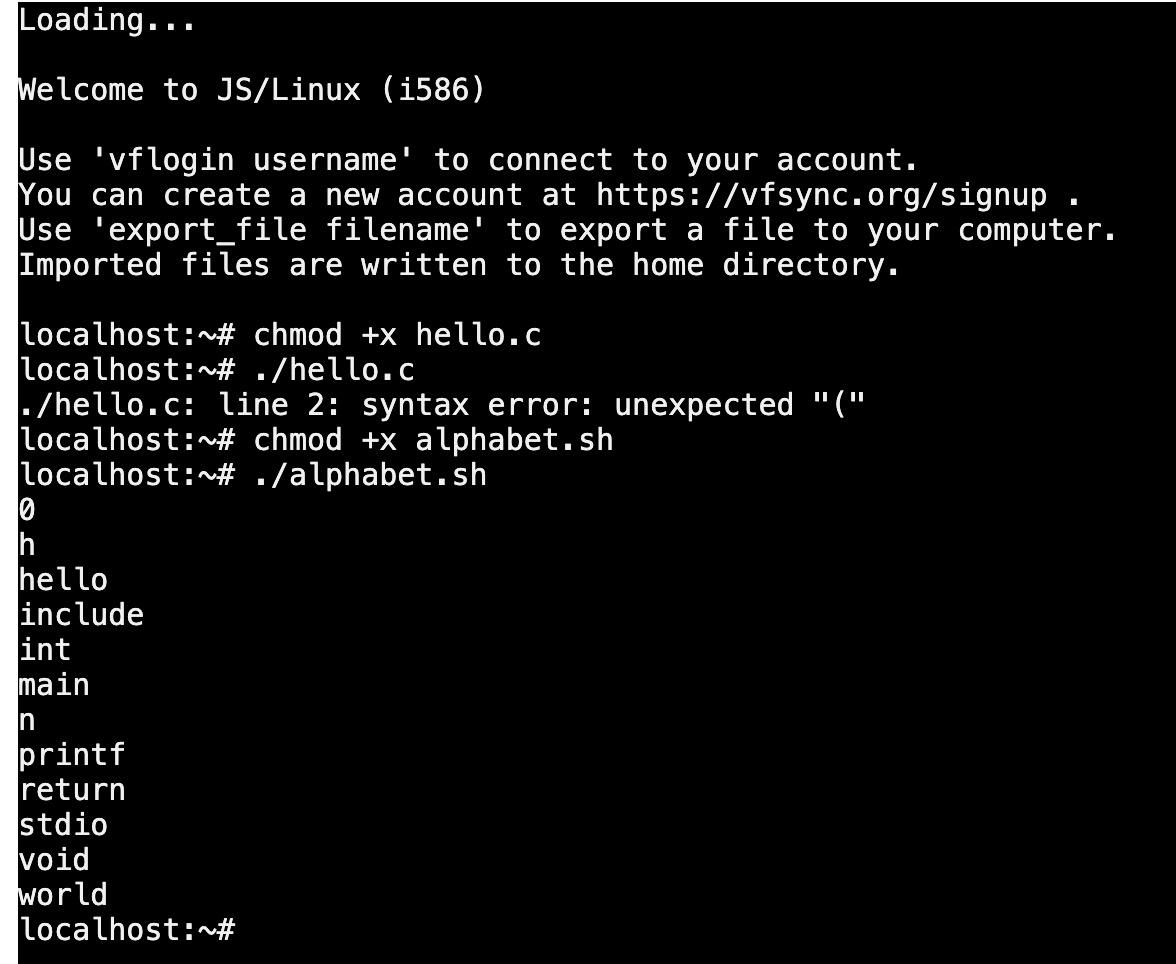 Loading...
Welcome to JS/Linux (i586)
Use 'vflogin username' to connect to your account.
You can create a new account at https://vfsync.org/signup .
Use 'export_file filename' to export a file to your computer.
Imported files are written to the home directory.
localhost:~# chmod +x hello.c
localhost:~# ./hello.c
./hello.c: line 2: syntax error: unexpected "("
localhost:~# chmod +x alphabet.sh
localhost:~# ./alphabet.sh
0
h
hello
include
int
main
n
printf
return
stdio
void
world
localhost:~#